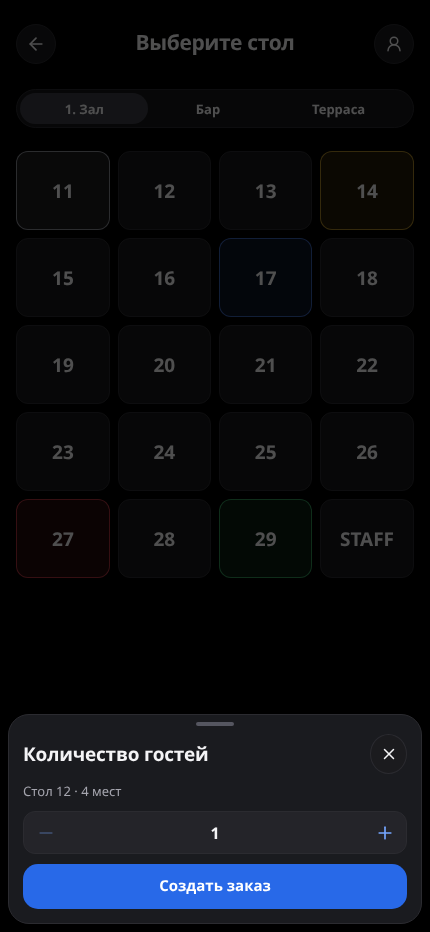 Выберите стол
1. Зал Бар Терраса
11 12 13 14
15 16 17 18
19 20 21 22
23 24 25 26
27 28 29 STAFF
Количество гостей
Стол 12 · 4 мест
1
Создать заказ